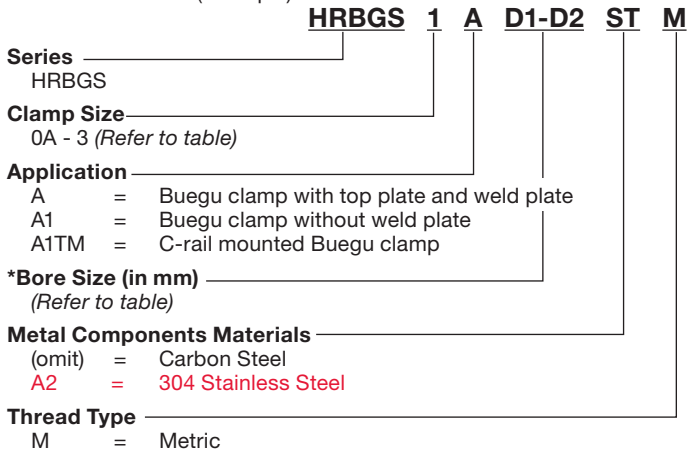 HRBGS 1 A D1-D2 ST M
Series
HRBGS
Clamp Size
0A - 3 (Refer to table)
Application
A = Buegu clamp with top plate and weld plate
A1 = Buegu clamp without weld plate
A1TM = C-rail mounted Buegu clamp
*Bore Size (in mm)
(Refer to table)
Metal Components Materials
(omit) = Carbon Steel
A2 = 304 Stainless Steel
Thread Type
M = Metric